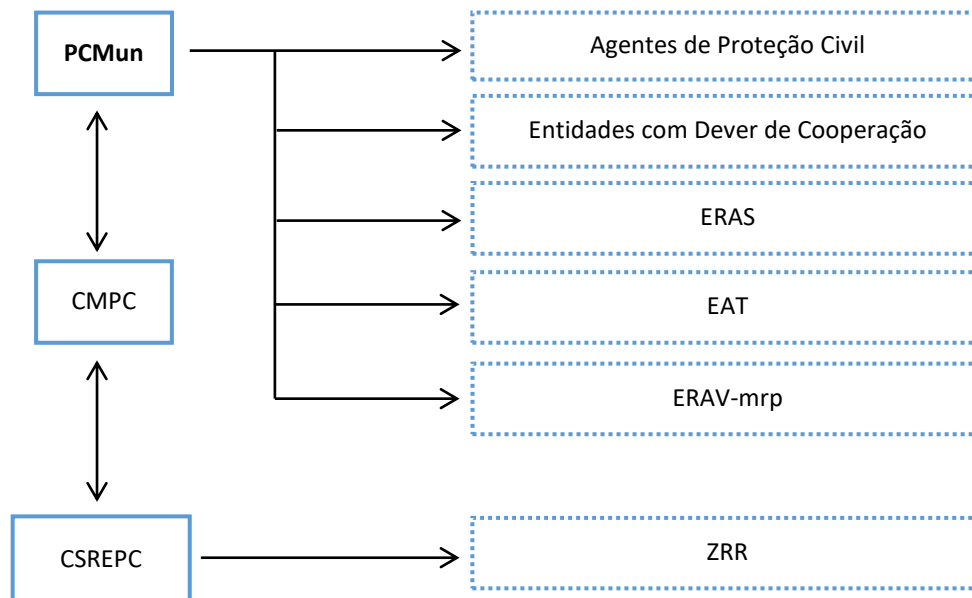 PCMun
Agentes de Proteção Civil
Entidades com Dever de Cooperação
ERAS
CMPC
EAT
ERAV-mrp
CSREPC
ZRR